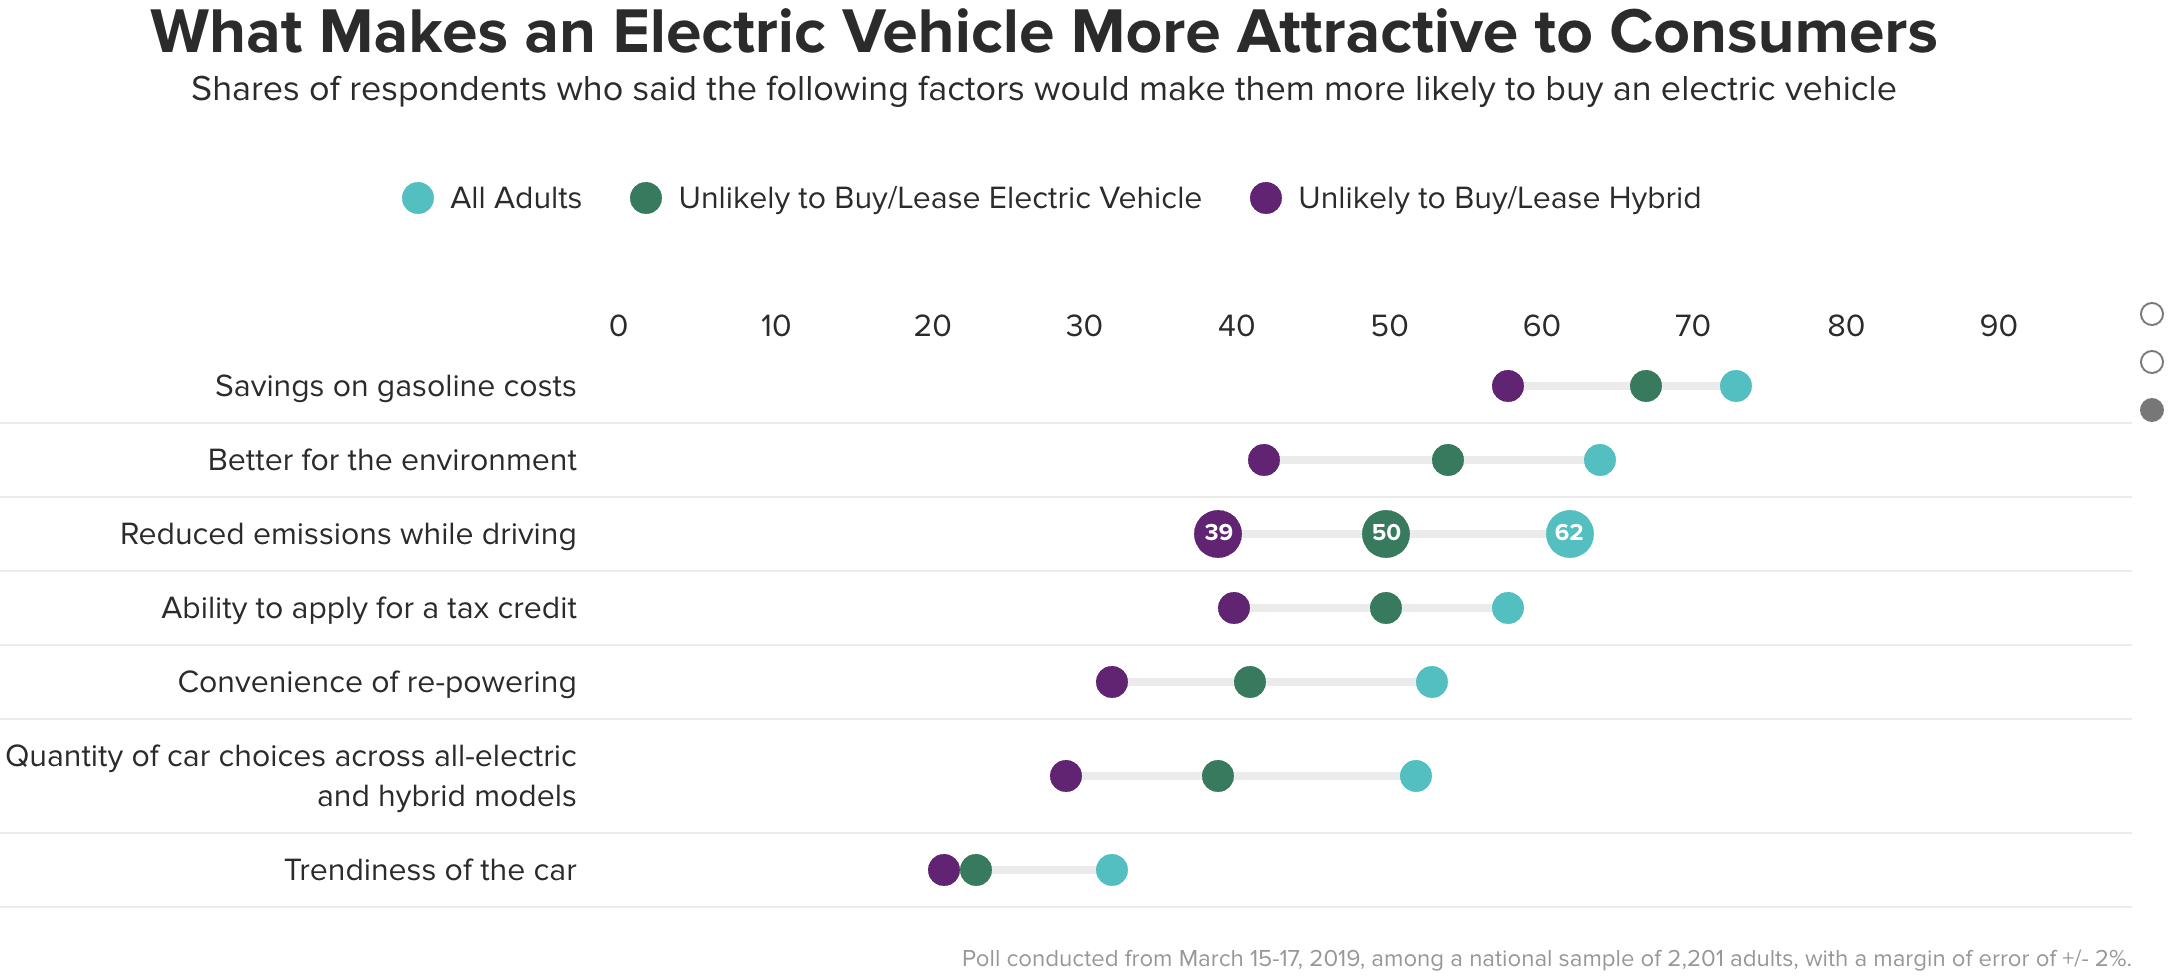 What Makes an Electric Vehicle More Attractive to Consumers
Shares of respondents who said the following factors would make them more likely to buy an electric vehicle
All Adults Unlikely to Buy/Lease Electric Vehicle Unlikely to Buy/Lease Hybrid
0 10 20 30 40 50 60 70 80 90
Savings on gasoline costs
Better for the environment
Reduced emissions while driving 39 50 62
Ability to apply for a tax credit
Convenience of re-powering
Quantity of car choices across all-electric
and hybrid models
Trendiness of the car
Poll conducted from March 15-17, 2019, among a national sample of 2,201 adults, with a margin of error of +/- 2%.